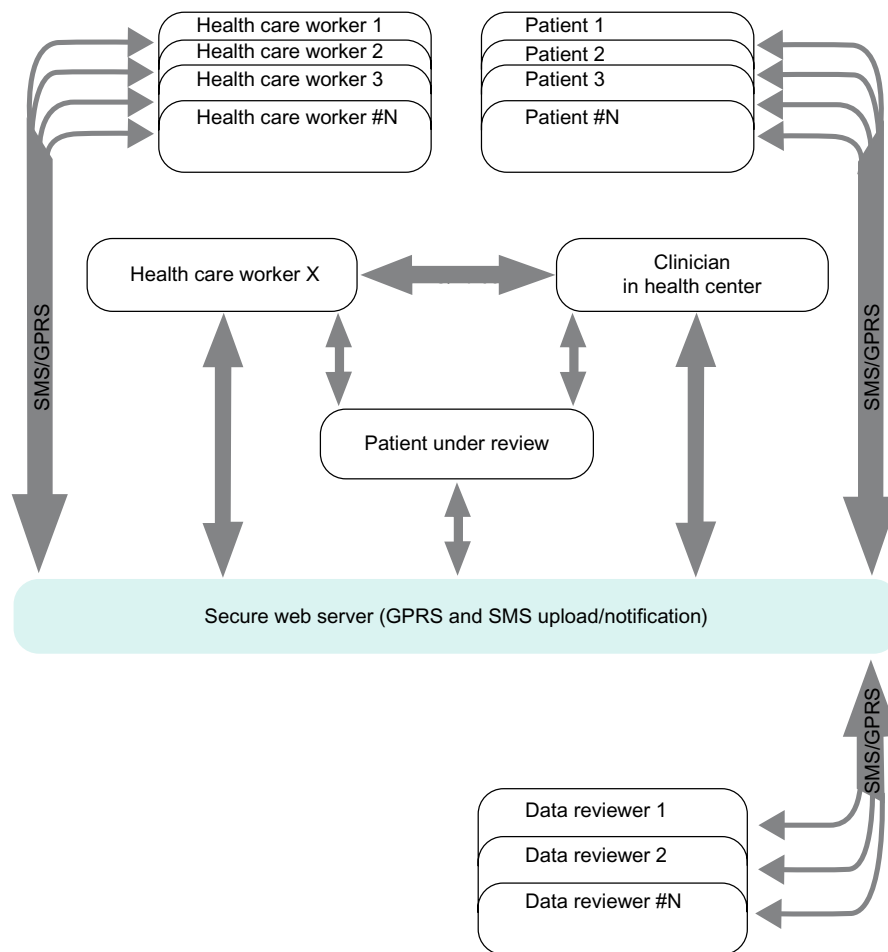 Health care worker 1
Health care worker 2
Health care worker 3
Health care worker #N
Patient 1
Patient 2
Patient 3
Patient #N
SMS/GPRS
SMS/GPRS
Health care worker X
Clinician
in health center
Patient under review
Secure web server (GPRS and SMS upload/notification)
SMS/GPRS
Data reviewer 1
Data reviewer 2
Data reviewer #N